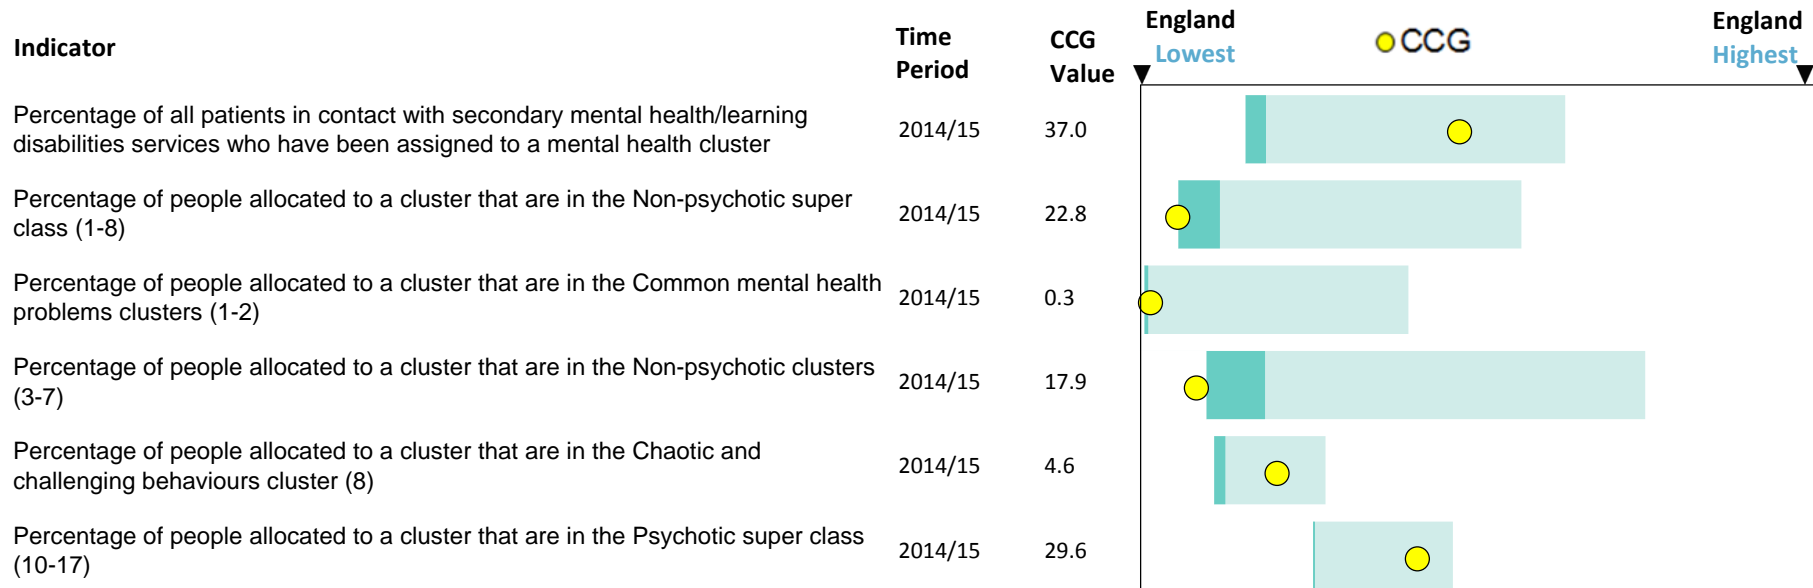 Indicator
Time Period
CCG Value
England Lowest
CCG
England Highest
Percentage of all patients in contact with secondary mental health/learning
disabilities services who have been assigned to a mental health cluster
2014/15
37.0
Percentage of people allocated to a cluster that are in the Non-psychotic super
class (1-8)
2014/15
22.8
Percentage of people allocated to a cluster that are in the Common mental health
problems clusters (1-2)
2014/15
0.3
Percentage of people allocated to a cluster that are in the Non-psychotic clusters
(3-7)
2014/15
17.9
Percentage of people allocated to a cluster that are in the Chaotic and
challenging behaviours cluster (8)
2014/15
4.6
Percentage of people allocated to a cluster that are in the Psychotic super class
(10-17)
2014/15
29.6